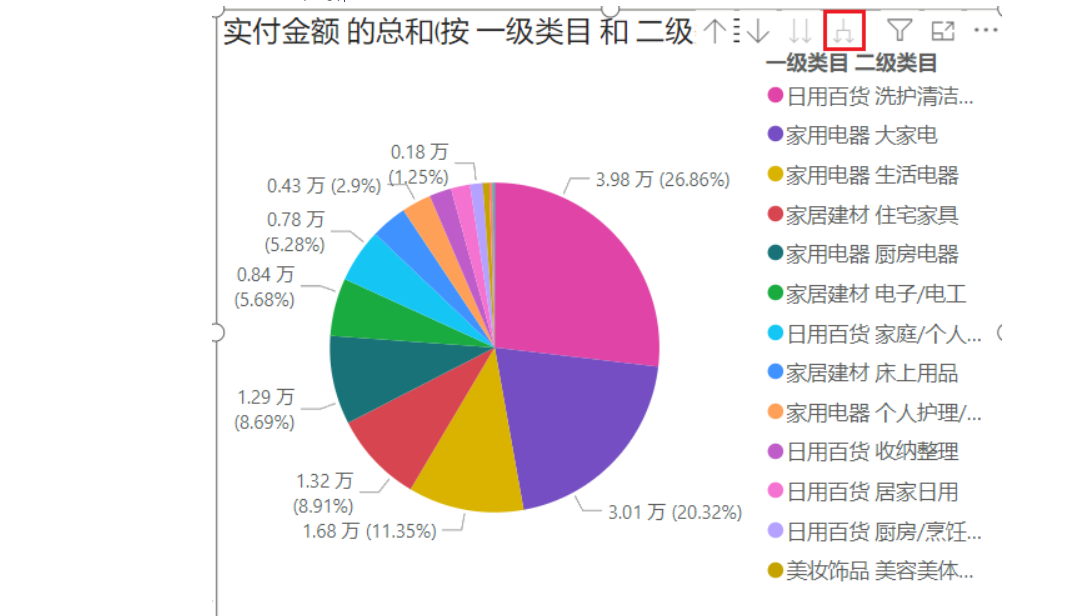 实付金额 的总和(按 一级类目 和 二级
一级类目 二级类目
日用百货 洗护清洁...
家用电器 大家电
家用电器 生活电器
家居建材 住宅家具
家用电器 厨房电器
家居建材 电子/电工
日用百货 家庭/个人...
家居建材 床上用品
家用电器 个人护理/...
日用百货 收纳整理
日用百货 居家日用
日用百货 厨房/烹饪...
美妆饰品 美容美体...
0.18 万
(1.25%)
0.43 万 (2.9%)
0.78 万
(5.28%)
0.84 万
(5.68%)
1.29 万
(8.69%)
1.32 万
(8.91%)
1.68 万 (11.35%)
3.98 万 (26.86%)
3.01 万 (20.32%)